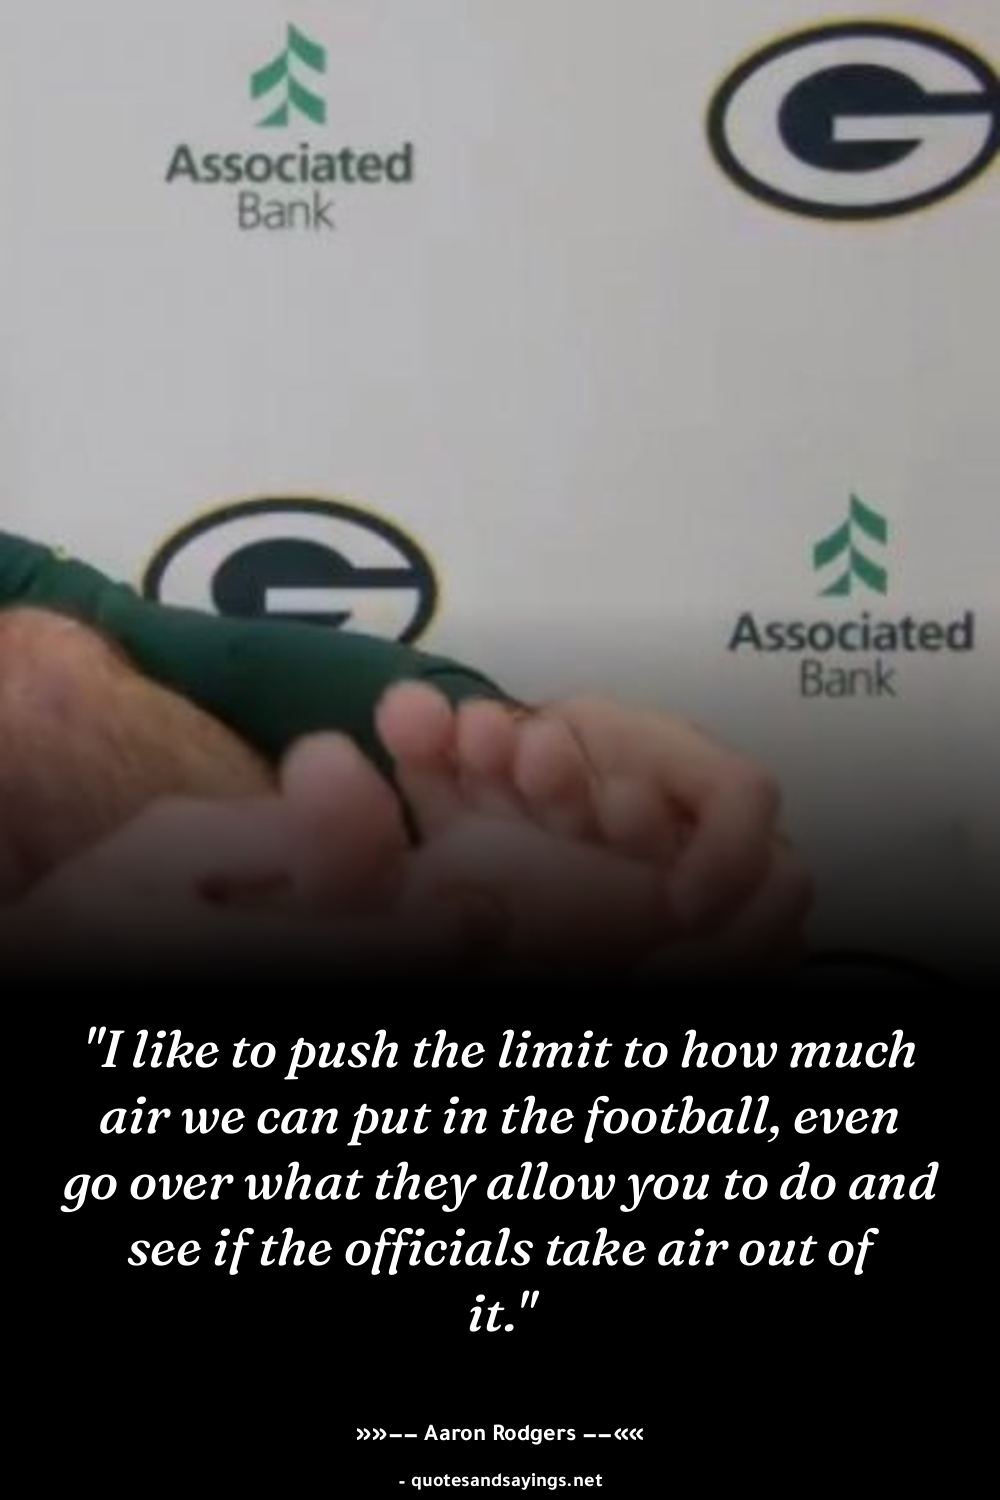 Associated
Bank
G
G
Associated
Bank
"I like to push the limit to how much
air we can put in the football, even
go over what they allow you to do and
see if the officials take air out of
it."
»»–– Aaron Rodgers ––««
- quotesandsayings.net